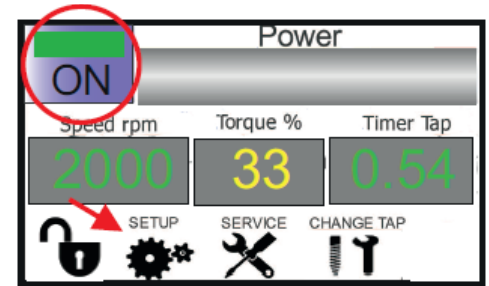 Power
ON
Speed rpm Torque % Timer Tap
2000 33 0.54
SETUP SERVICE CHANGE TAP